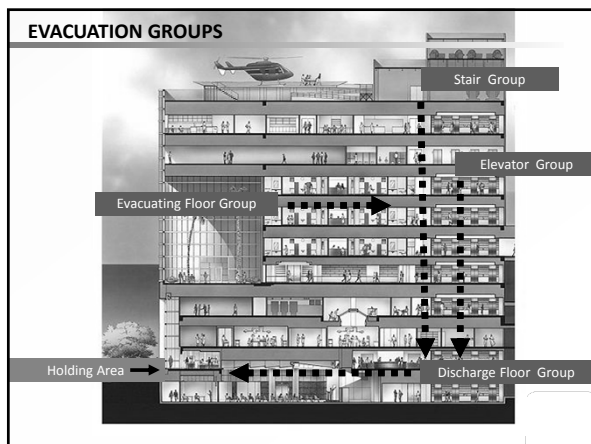 EVACUATION GROUPS
Stair Group
Elevator Group
Evacuating Floor Group
Holding Area
Discharge Floor Group